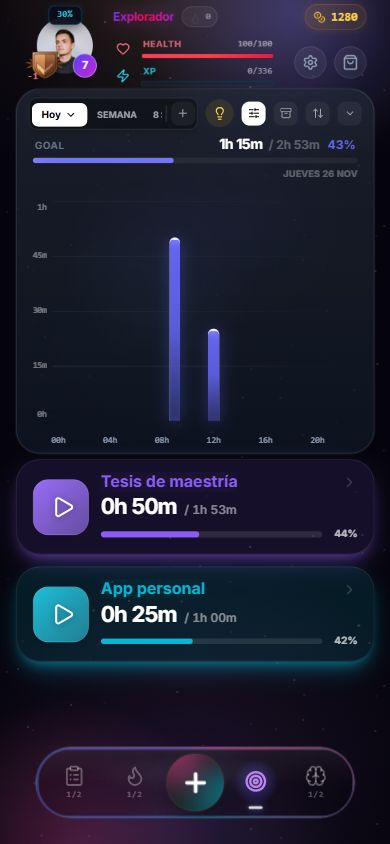 30%
Explorador
0
1280
HEALTH
100/100
-1
7
XP
0/336
Hoy
SEMANA
GOAL
1h 15m / 2h 53m 43%
JUEVES 26 NOV
1h
45m
30m
15m
0h
00h 04h 08h 12h 16h 20h
Tesis de maestría
0h 50m / 1h 53m
44%
App personal
0h 25m / 1h 00m
42%
1/2
1/2
1/2